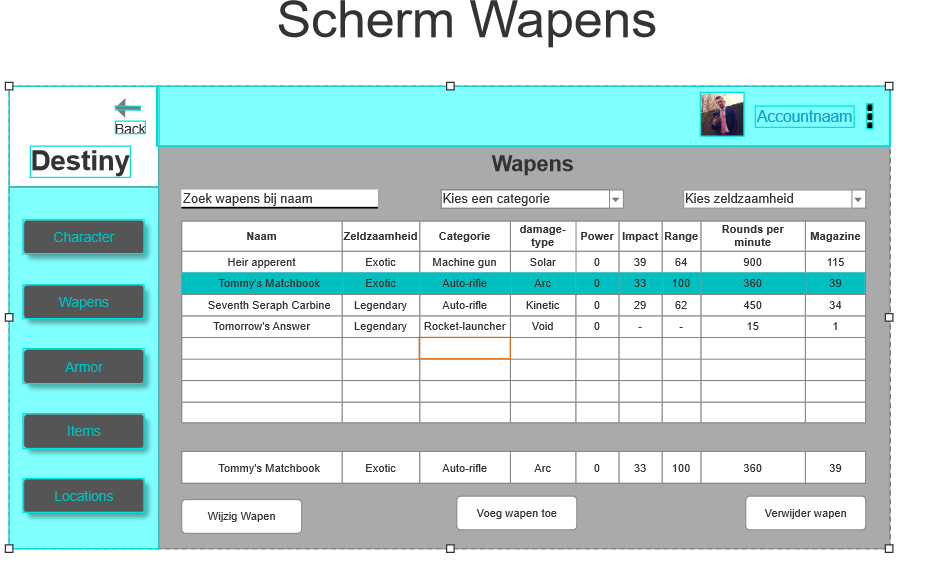 Scherm Wapens
Back
Destiny
Accountnaam
Character
Wapens
Armor
Items
Locations
Wapens
Zoek wapens bij naam Kies een categorie Kies zeldzaamheid
Naam Zeldzaamheid Categorie damage-type Power Impact Range Rounds per minute Magazine
Heir apperent Exotic Machine gun Solar 0 39 64 900 115
Tommy's Matchbook Exotic Auto-rifle Arc 0 33 100 360 39
Seventh Seraph Carbine Legendary Auto-rifle Kinetic 0 29 62 450 34
Tomorrow's Answer Legendary Rocket-launcher Void 0 - - 15 1
Tommy's Matchbook Exotic Auto-rifle Arc 0 33 100 360 39
Wijzig Wapen Voeg wapen toe Verwijder wapen